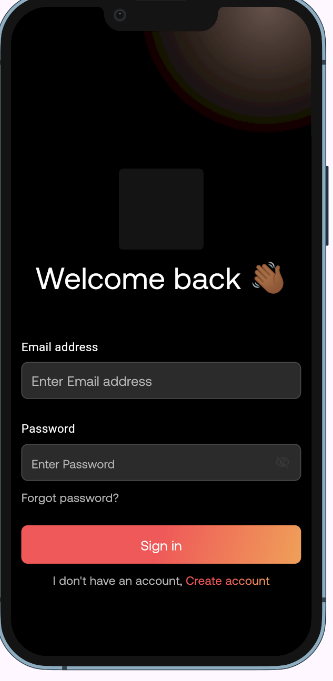 Welcome back 👋🏾
Email address
Enter Email address
Password
Enter Password
Forgot password?
Sign in
I don't have an account, Create account